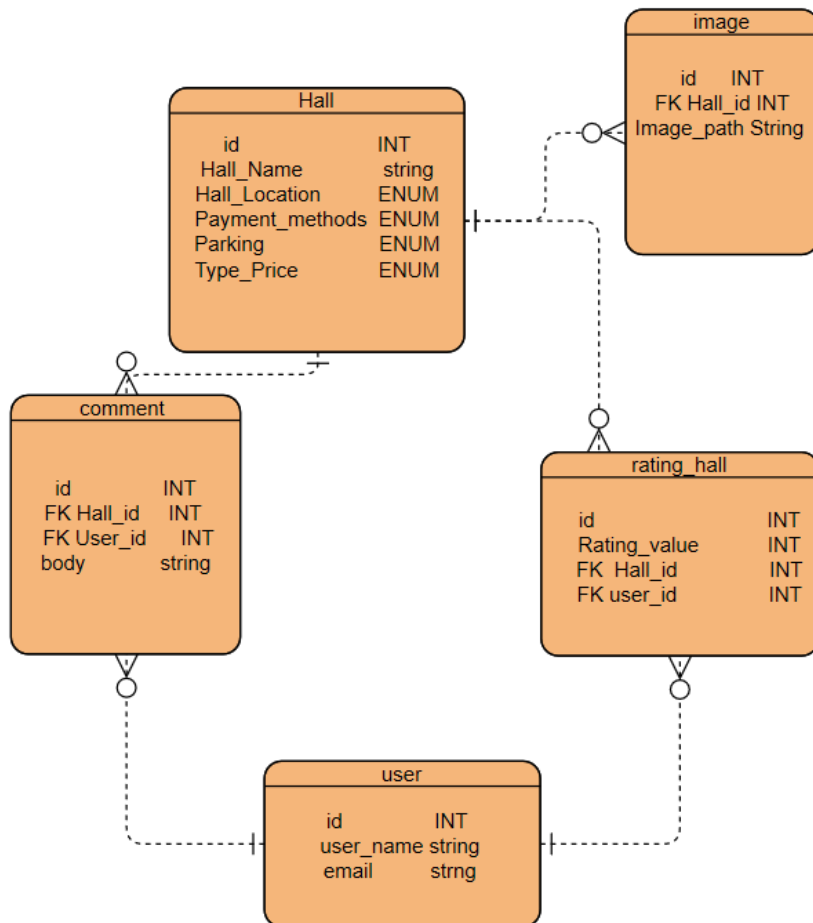 image
id INT
FK Hall_id INT
Image_path String
Hall
id INT
Hall_Name string
Hall_Location ENUM
Payment_methods ENUM
Parking ENUM
Type_Price ENUM
comment
id INT
FK Hall_id INT
FK User_id INT
body string
rating_hall
id INT
Rating_value INT
FK Hall_id INT
FK user_id INT
user
id INT
user_name string
email strng